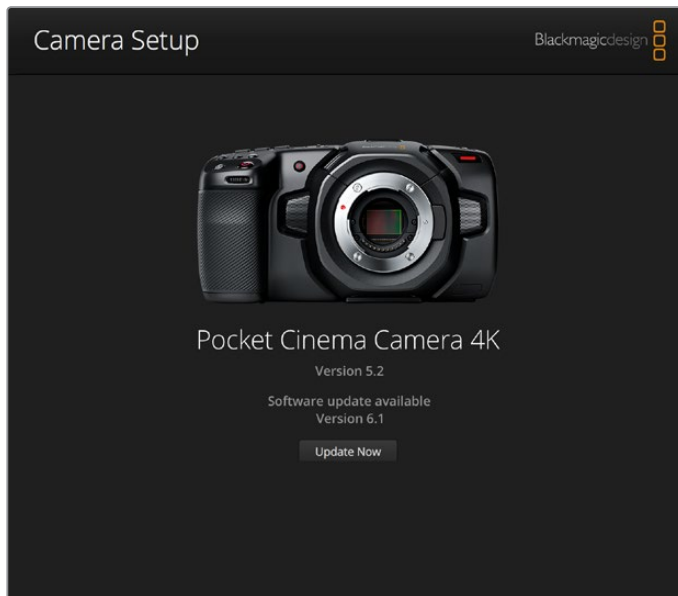 Camera Setup
Blackmagicdesign
Pocket Cinema Camera 4K
Version 5.2
Software update available
Version 6.1
Update Now